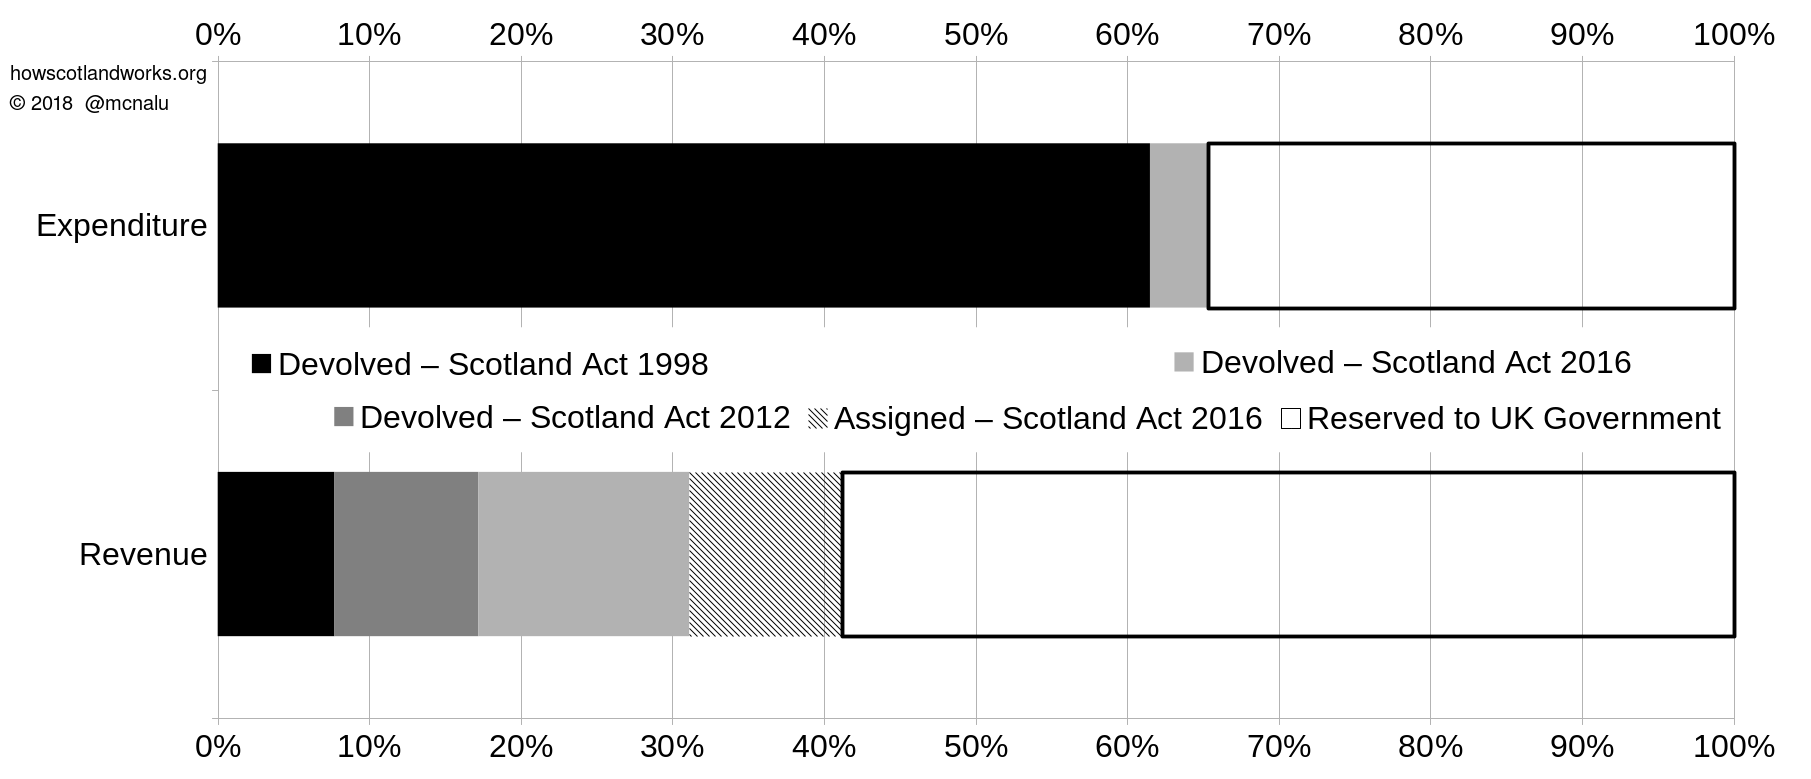 0% 10% 20% 30% 40% 50% 60% 70% 80% 90% 100%
howscotlandworks.org
© 2018 @mcnalu
Expenditure
Devolved – Scotland Act 1998 Devolved – Scotland Act 2016
Devolved – Scotland Act 2012 Assigned – Scotland Act 2016 Reserved to UK Government
Revenue
0% 10% 20% 30% 40% 50% 60% 70% 80% 90% 100%